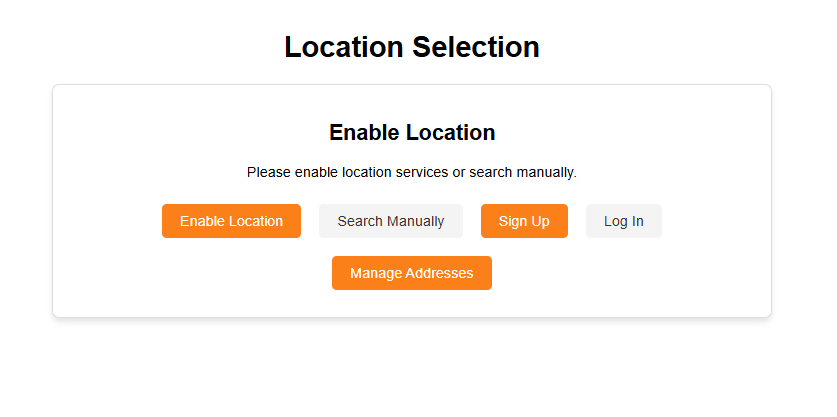 Location Selection
Enable Location
Please enable location services or search manually.
Enable Location Search Manually Sign Up Log In
Manage Addresses